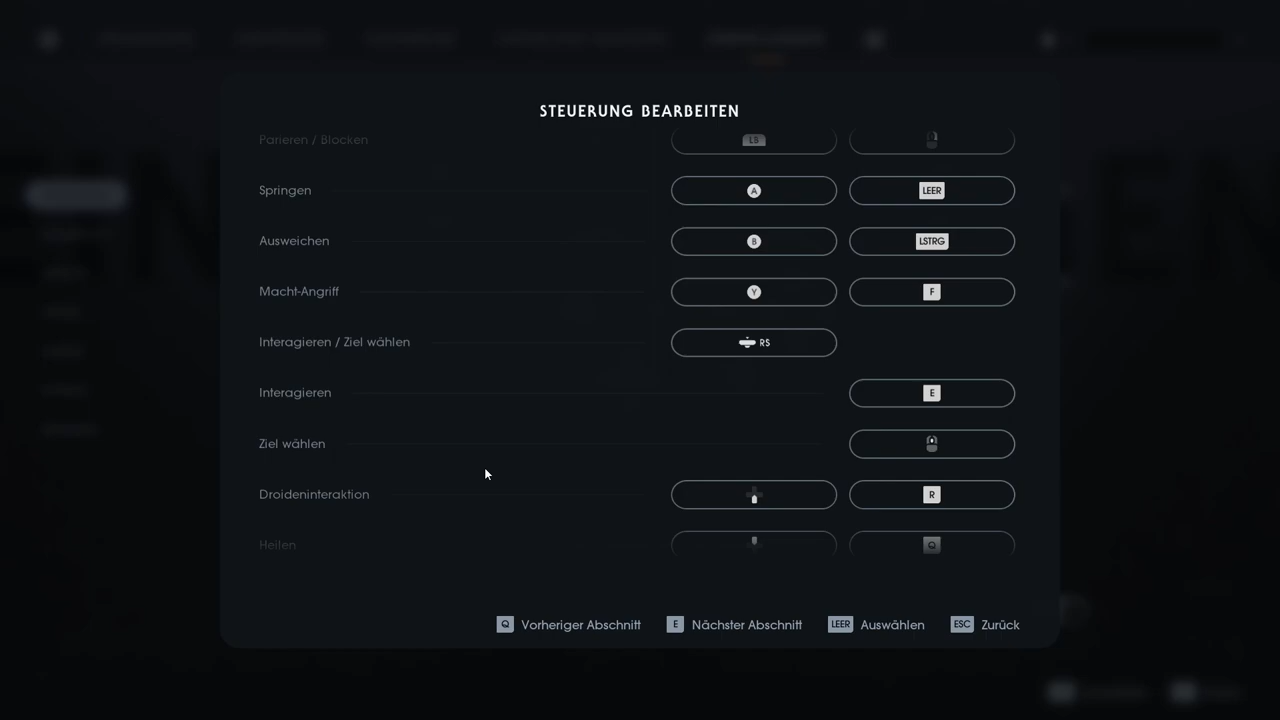 STEUERUNG BEARBEITEN
Parieren / Blocken LB
Springen A LEER
Ausweichen B LSTRG
Macht-Angriff Y F
Interagieren / Ziel wählen RS
Interagieren E
Ziel wählen
Droideninteraktion R
Heilen Q
Q Vorheriger Abschnitt E Nächster Abschnitt LEER Auswählen ESC Zurück